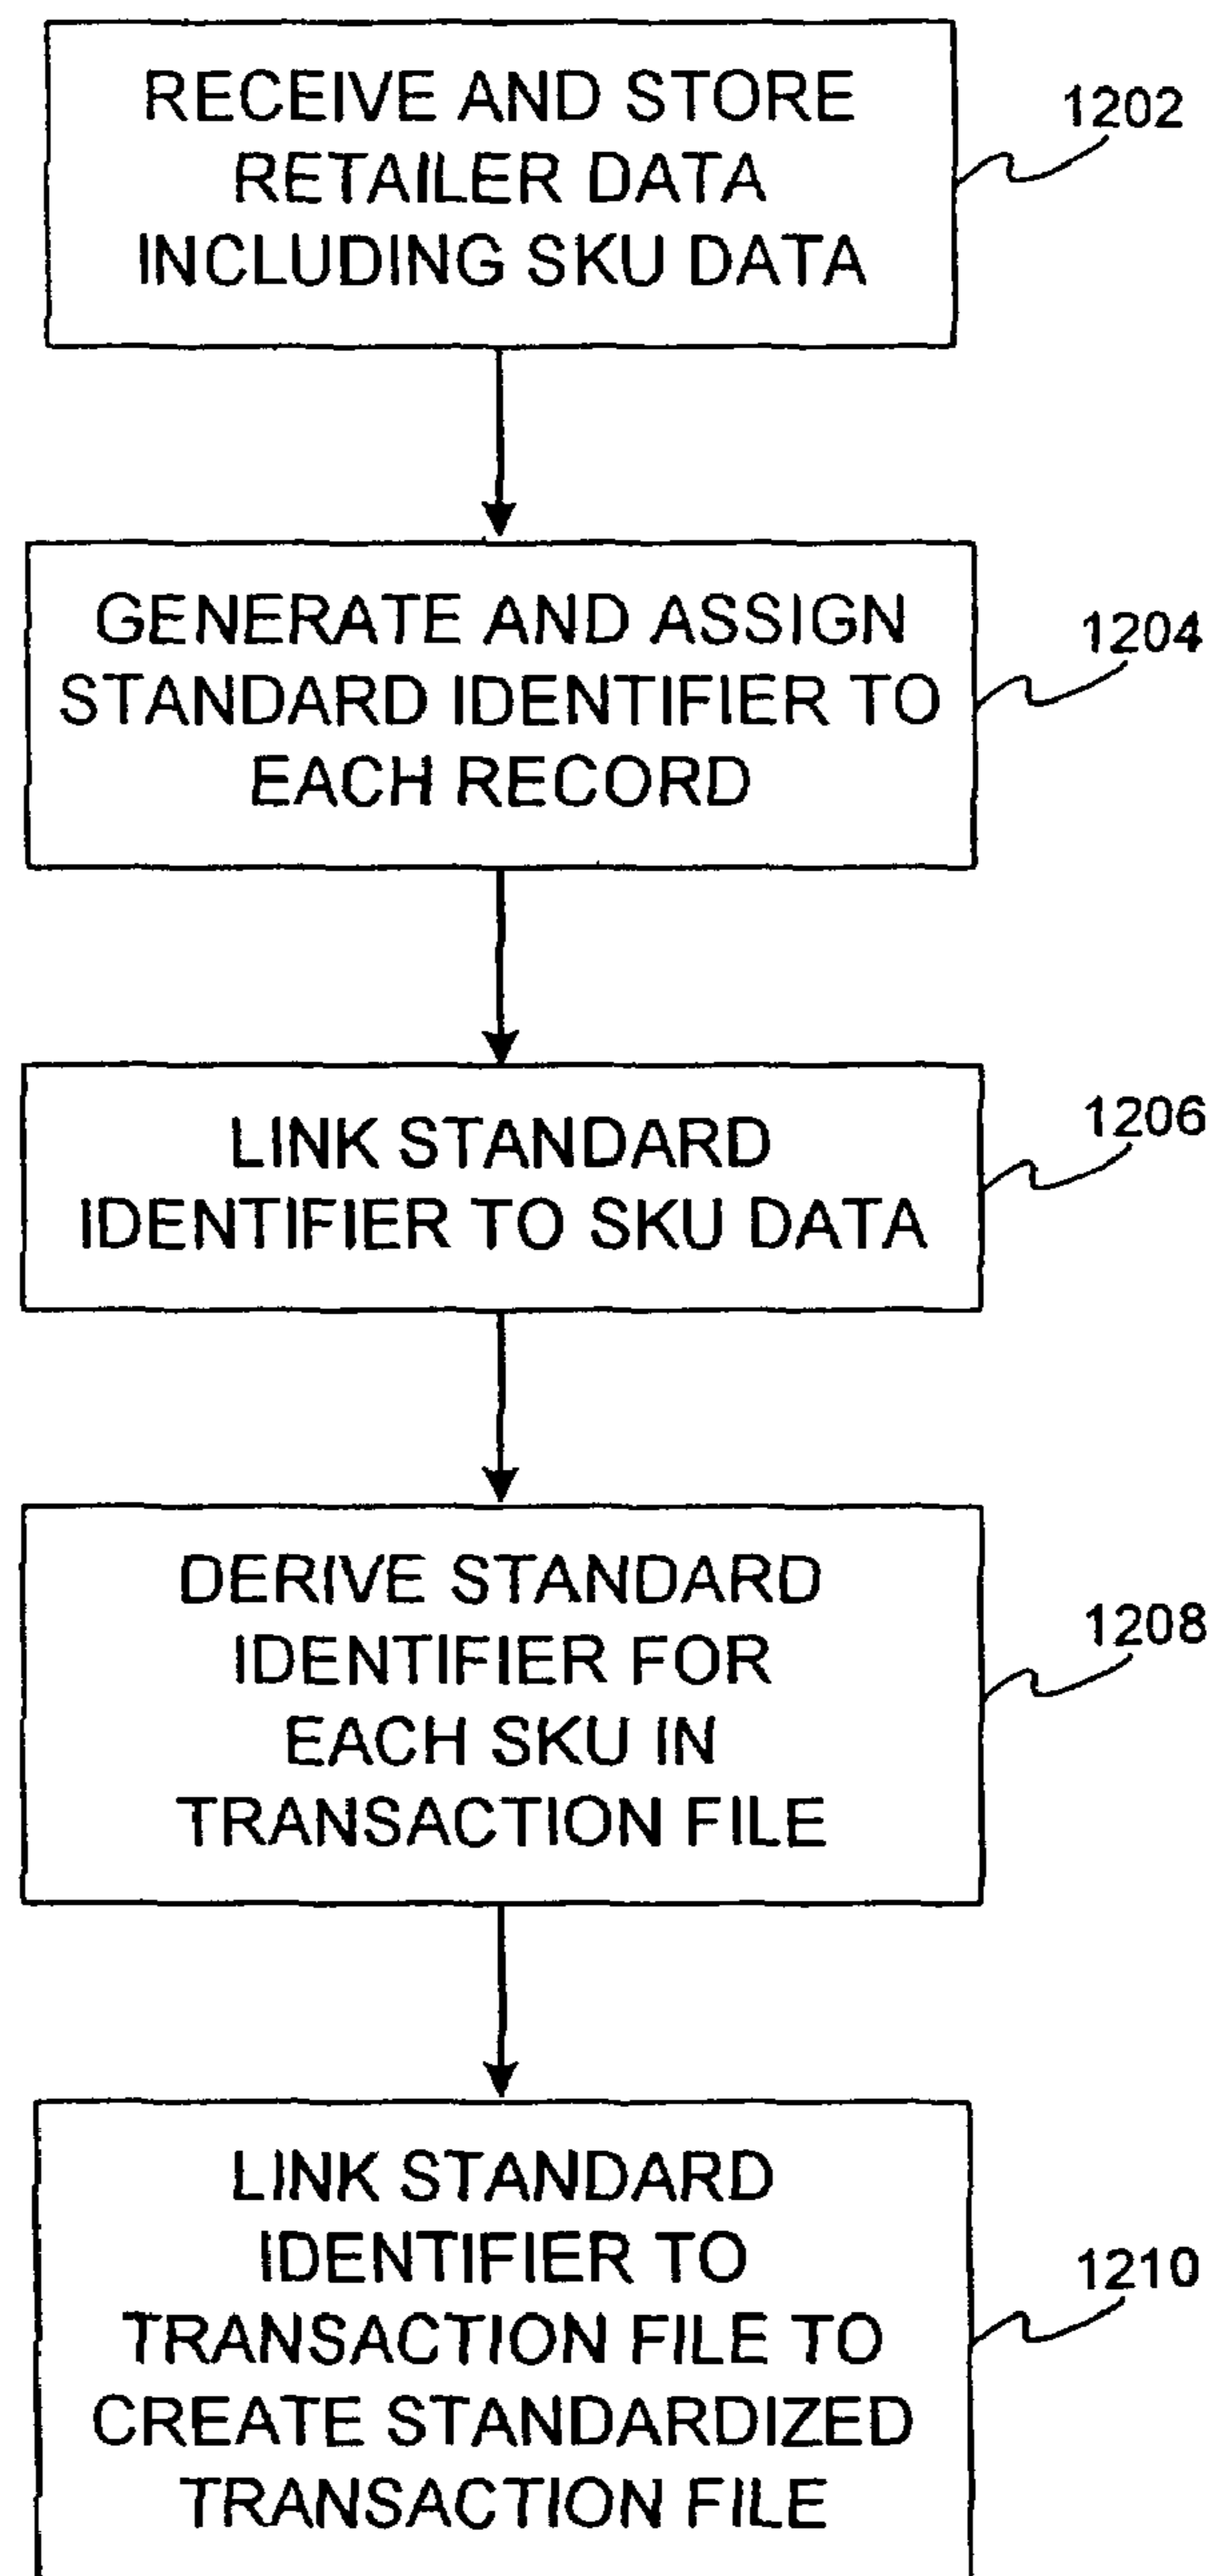 RECEIVE AND STORE
RETAILER DATA
INCLUDING SKU DATA
1202
GENERATE AND ASSIGN
STANDARD IDENTIFIER TO
EACH RECORD
1204
LINK STANDARD
IDENTIFIER TO SKU DATA
1206
DERIVE STANDARD
IDENTIFIER FOR
EACH SKU IN
TRANSACTION FILE
1208
LINK STANDARD
IDENTIFIER TO
TRANSACTION FILE TO
CREATE STANDARDIZED
TRANSACTION FILE
1210